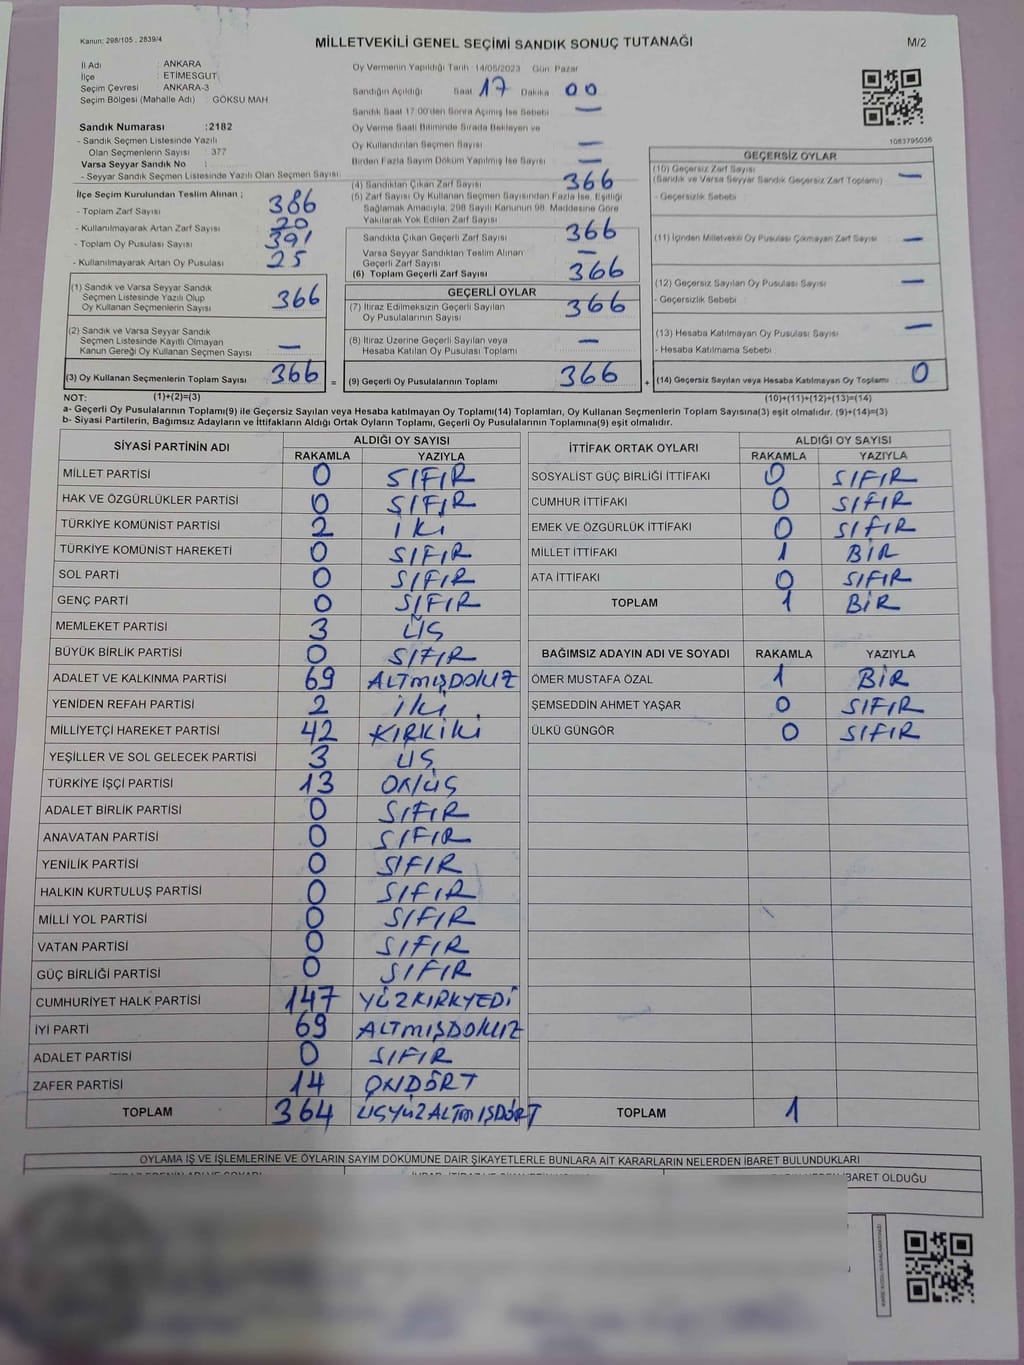 Kanun: 298/105 , 2839/4
MİLLETVEKİLİ GENEL SEÇİMİ SANDIK SONUÇ TUTANAĞI
M/2
İl Adı : ANKARA
İlçe : ETİMESGUT
Seçim Çevresi : ANKARA-3
Seçim Bölgesi (Mahalle Adı) : GÖKSU MAH
Sandık Numarası :2182
- Sandık Seçmen Listesinde Yazılı
Olan Seçmenlerin Sayısı : 377
Varsa Seyyar Sandık No :
- Seyyar Sandık Seçmen Listesinde Yazılı Olan Seçmen Sayısı:
Oy Vermenin Yapıldığı Tarih :14/05/2023 Gün: Pazar
Sandığın Açıldığı Saat 17 Dakika 00
Sandık Saat 17:00'den Sonra Açılmış İse Sebebi —
Oy Verme Saati Bitiminde Sırada Bekleyen ve
Oy Kullandırılan Seçmen Sayısı —
Birden Fazla Sayım Döküm Yapılmış İse Sayısı —
1083795036
İlçe Seçim Kurulundan Teslim Alınan ;
- Toplam Zarf Sayısı 386
- Kullanılmayarak Artan Zarf Sayısı 20
- Toplam Oy Pusulası Sayısı 391
- Kullanılmayarak Artan Oy Pusulası 25
(1) Sandık ve Varsa Seyyar Sandık
Seçmen Listesinde Yazılı Olup
Oy Kullanan Seçmenlerin Sayısı 366
(2) Sandık ve Varsa Seyyar Sandık
Seçmen Listesinde Kayıtlı Olmayan
Kanun Gereği Oy Kullanan Seçmen Sayısı —
(3) Oy Kullanan Seçmenlerin Toplam Sayısı 366 =
(4) Sandıktan Çıkan Zarf Sayısı 366
(5) Zarf Sayısı Oy Kullanan Seçmen Sayısından Fazla İse, Eşitliği
Sağlamak Amacıyla, 298 Sayılı Kanunun 98. Maddesine Göre
Yakılarak Yok Edilen Zarf Sayısı
Sandıkta Çıkan Geçerli Zarf Sayısı 366
Varsa Seyyar Sandıktan Teslim Alınan
Geçerli Zarf Sayısı —
(6) Toplam Geçerli Zarf Sayısı 366
GEÇERLİ OYLAR
(7) İtiraz Edilmeksizin Geçerli Sayılan
Oy Pusulalarının Sayısı 366
(8) İtiraz Üzerine Geçerli Sayılan veya
Hesaba Katılan Oy Pusulası Toplamı —
(9) Geçerli Oy Pusulalarının Toplamı 366 +
GEÇERSİZ OYLAR
(10) Geçersiz Zarf Sayısı —
(Sandık ve Varsa Seyyar Sandık Geçersiz Zarf Toplamı)
- Geçersizlik Sebebi :
(11) İçinden Milletvekili Oy Pusulası Çıkmayan Zarf Sayısı —
(12) Geçersiz Sayılan Oy Pusulası Sayısı —
- Geçersizlik Sebebi :
(13) Hesaba Katılmayan Oy Pusulası Sayısı —
- Hesaba Katılmama Sebebi :
(14) Geçersiz Sayılan veya Hesaba Katılmayan Oy Toplamı 0
NOT: (1)+(2)=(3) (10)+(11)+(12)+(13)=(14)
a- Geçerli Oy Pusulasının Toplamı(9) ile Geçersiz Sayılan veya Hesaba katılmayan Oy Toplamı(14) Toplamları, Oy Kullanan Seçmenlerin Toplam Sayısına(3) eşit olmalıdır. (9)+(14)=(3)
b- Siyasi Partilerin, Bağımsız Adayların ve İttifakların Aldığı Ortak Oyların Toplamı, Geçerli Oy Pusulalarının Toplamına(9) eşit olmalıdır.
SİYASİ PARTİNİN ADI ALDIĞI OY SAYISI
RAKAMLA YAZIYLA
MİLLET PARTİSİ 0 SIFIR
HAK VE ÖZGÜRLÜKLER PARTİSİ 0 SIFIR
TÜRKİYE KOMÜNİST PARTİSİ 2 İKİ
TÜRKİYE KOMÜNİST HAREKETİ 0 SIFIR
SOL PARTİ 0 SIFIR
GENÇ PARTİ 0 SIFIR
MEMLEKET PARTİSİ 3 ÜÇ
BÜYÜK BİRLİK PARTİSİ 0 SIFIR
ADALET VE KALKINMA PARTİSİ 69 ALTMIŞDOKUZ
YENİDEN REFAH PARTİSİ 2 İKİ
MİLLİYETÇİ HAREKET PARTİSİ 42 KIRKİKİ
YEŞİLLER VE SOL GELECEK PARTİSİ 3 ÜÇ
TÜRKİYE İŞÇİ PARTİSİ 13 ONÜÇ
ADALET BİRLİK PARTİSİ 0 SIFIR
ANAVATAN PARTİSİ 0 SIFIR
YENİLİK PARTİSİ 0 SIFIR
HALKIN KURTULUŞ PARTİSİ 0 SIFIR
MİLLİ YOL PARTİSİ 0 SIFIR
VATAN PARTİSİ 0 SIFIR
GÜÇ BİRLİĞİ PARTİSİ 0 SIFIR
CUMHURİYET HALK PARTİSİ 147 YÜZKIRKYEDİ
İYİ PARTİ 69 ALTMIŞDOKUZ
ADALET PARTİSİ 0 SIFIR
ZAFER PARTİSİ 14 ONDÖRT
TOPLAM 364 ÜÇYÜZALTMIŞDÖRT
İTTİFAK ORTAK OYLARI ALDIĞI OY SAYISI
RAKAMLA YAZIYLA
SOSYALİST GÜÇ BİRLİĞİ İTTİFAKI 0 SIFIR
CUMHUR İTTİFAKI 0 SIFIR
EMEK VE ÖZGÜRLÜK İTTİFAKI 0 SIFIR
MİLLET İTTİFAKI 1 BİR
ATA İTTİFAKI 0 SIFIR
TOPLAM 1 BİR
BAĞIMSIZ ADAYIN ADI VE SOYADI RAKAMLA YAZIYLA
ÖMER MUSTAFA ÖZAL 1 BİR
ŞEMSEDDİN AHMET YAŞAR 0 SIFIR
ÜLKÜ GÜNGÖR 0 SIFIR
TOPLAM 1
OYLAMA İŞ VE İŞLEMLERİNE VE OYLARIN SAYIM DÖKÜMÜNE DAİR ŞİKAYETLERLE BUNLARA AİT KARARLARIN NELERDEN İBARET BULUNDUKLARI
İBARET OLDUĞU